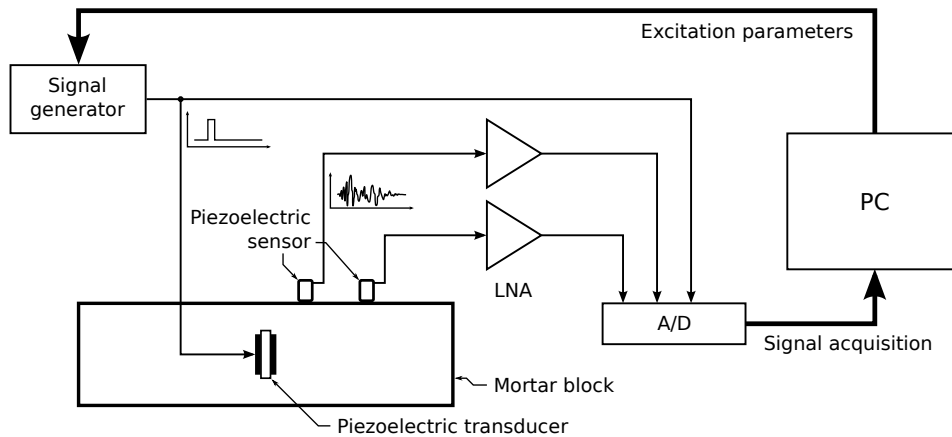 Excitation parameters
Signal
generator
PC
Piezoelectric
sensor
LNA
A/D
Signal acquisition
Mortar block
Piezoelectric transducer